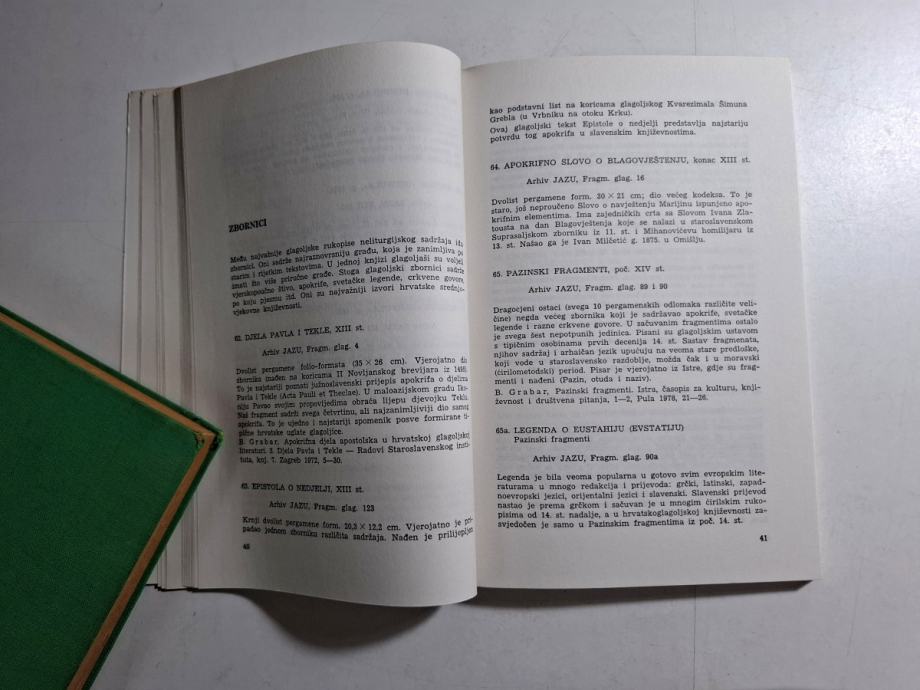 ZBORNICI
Među najvažnije glagoljske rukopise neliturgijskog sadržaja idu
zbornici. Oni sadrže najraznovrsniju građu, koja je zanimljiva po
starim i rijetkim tekstovima. U jednoj knjizi glagoljaši su voljeli
imati što više priručne građe. Stoga glagoljski zbornici sadrže
vjerskopoučno štivo, apokrife, svetačke legende, crkvene govore,
po koju pjesmu itd. Oni su najvažniji izvori hrvatske srednjo-
vjekovne književnosti.
62. DJELA PAVLA I TEKLE, XIII st.
Arhiv JAZU, Fragm. glag. 4
Dvolist pergamene folio-formata (35 × 26 cm). Vjerojatno dio
zbornika (nađen na koricama II Novljanskog brevijara iz 1495).
To je najstariji poznati južnoslavenski prijepis apokrifa o djelima
Pavla i Tekle (Acta Pauli et Theclae). U maloazijskom gradu Iko-
niju Pavao svojim propovijedima obraća lijepu djevojku Teklu.
Naš fragment sadrži svega četvrtinu, ali najzanimljiviji dio samog
apokrifa. To je ujedno i najstariji spomenik posve formirane ti-
pične hrvatske uglate glagoljice.
B. Grabar, Apokrifna djela apostolska u hrvatskoj glagoljskoj
literaturi. 3. Djela Pavla i Tekle — Radovi Staroslavenskog insti-
tuta, knj. 7. Zagreb 1972, 5—30.
63. EPISTOLA O NEDJELJI, XIII st.
Arhiv JAZU, Fragm. glag. 123
Krnji dvolist pergamene form. 20,3 × 12,2 cm. Vjerojatno je pri-
padao jednom zborniku različita sadržaja. Nađen je prilijepljen
40
kao podstavni list na koricama glagoljskog Kvarezimala Šimuna
Grebla (u Vrbniku na otoku Krku).
Ovaj glagoljski tekst Epistole o nedjelji predstavlja najstariju
potvrdu tog apokrifa u slavenskim književnostima.
64. APOKRIFNO SLOVO O BLAGOVJEŠTENJU, konac XIII st.
Arhiv JAZU, Fragm. glag. 16
Dvolist pergamene form. 30 × 21 cm; dio većeg kodeksa. To je
staro, još neproučeno Slovo o navještenju Marijinu ispunjeno apo-
krifnim elementima. Ima zajedničkih crta sa Slovom Ivana Zla-
tousta na dan Blagovještenja koje se nalazi u staroslavenskom
Suprasaljskom zborniku iz 11. st. i Mihanovićevu homilijaru iz
13. st. Našao ga je Ivan Milčetić g. 1875. u Omišlju.
65. PAZINSKI FRAGMENTI, poč. XIV st.
Arhiv JAZU, Fragm. glag. 89 i 90
Dragocjeni ostaci (svega 10 pergamenskih odlomaka različite veli-
čine) negda većeg zbornika koji je sadržavao apokrife, svetačke
legende i razne crkvene govore. U sačuvanim fragmentima ostalo
je svega šest nepotpunih jedinica. Pisani su glagoljskim ustavom
s tipičnim osobinama prvih decenija 14. st. Sastav fragmenata,
njihov sadržaj i arhaičan jezik upućuju na veoma stare predloške,
koji vode u staroslavensko razdoblje, možda čak i u moravski
(ćirilometodski) period. Pisar je vjerojatno iz Istre, gdje su frag-
menti i nađeni (Pazin, otuda i naziv).
B. Grabar, Pazinski fragmenti. Istra, časopis za kulturu, knji-
ževnost i društvena pitanja, 1—2, Pula 1978, 21—26.
65a. LEGENDA O EUSTAHIJU (EVSTATIJU)
Pazinski fragmenti
Arhiv JAZU, Fragm. glag. 90a
Legenda je bila veoma popularna u gotovo svim evropskim lite-
raturama u mnogo redakcija i prijevoda: grčki, latinski, zapad-
noevropski jezici, orijentalni jezici i slavenski. Slavenski prijevod
nastao je prema grčkom i sačuvan je u mnogim ćirilskim ruko-
pisima od 14. st. nadalje, a u hrvatskoglagoljskoj književnosti za-
svjedočen je samo u Pazinskim fragmentima iz poč. 14. st.
41